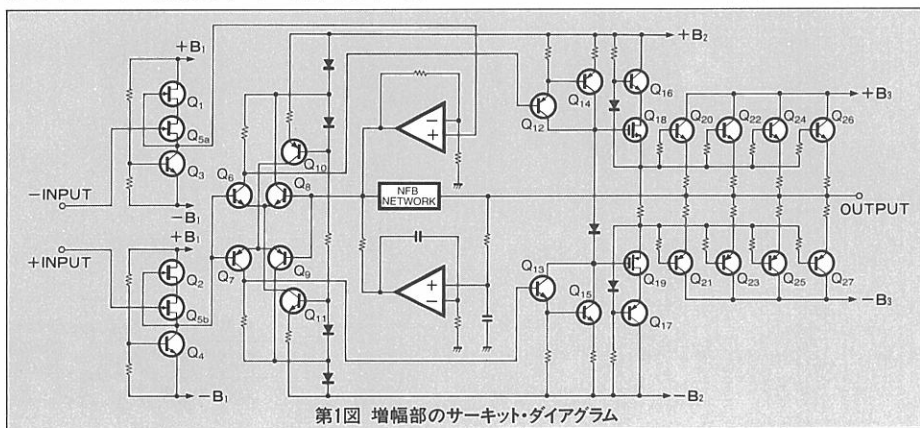 +B₁
Q₁
Q₅ₐ
Q₃
-INPUT
-B₁
+INPUT
+B₁
Q₂
Q₅b
Q₄
-B₁
Q₆
Q₇
Q₁₀
Q₈
Q₉
Q₁₁
−
+
NFB
NETWORK
+
−
+B₂
Q₁₂
Q₁₄
Q₁₆
Q₁₈
Q₂₀
Q₂₂
Q₂₄
Q₂₆
+B₃
OUTPUT
Q₁₃
Q₁₅
Q₁₉
Q₁₇
Q₂₁
Q₂₃
Q₂₅
Q₂₇
-B₃
-B₂
第1図 増幅部のサーキット・ダイアグラム